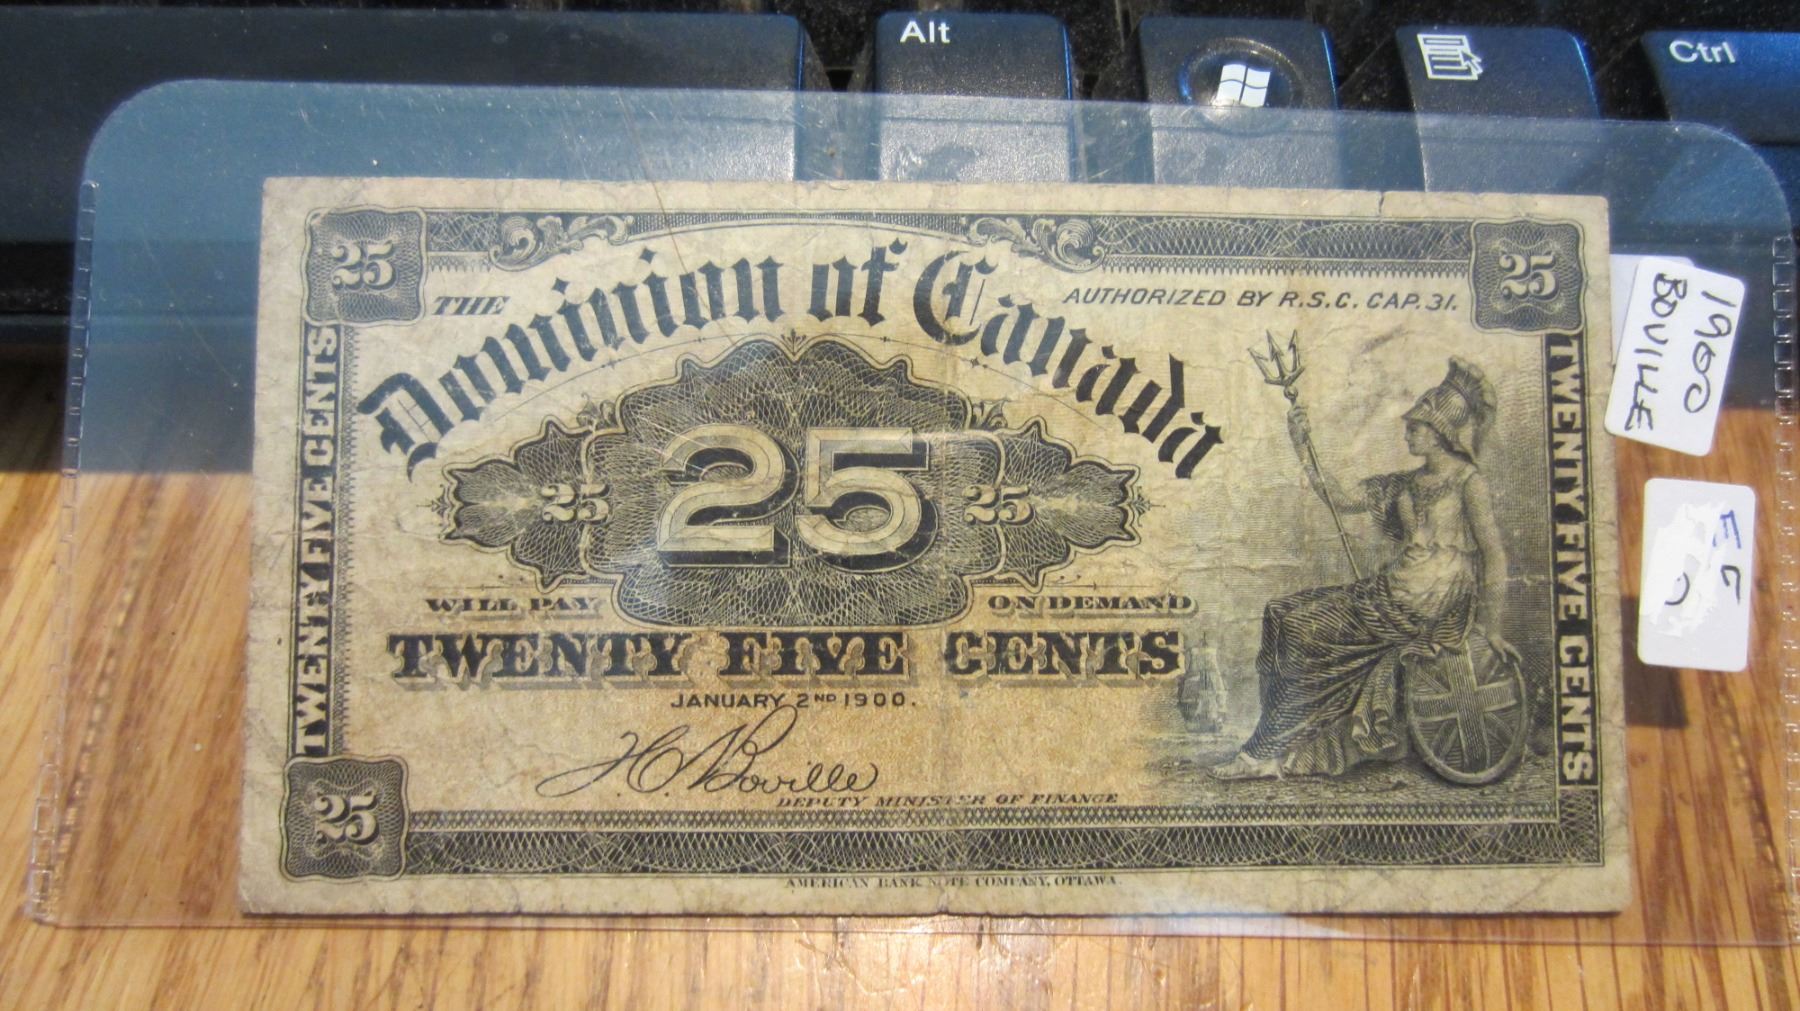 Alt
Ctrl
25
25
THE
Dominion of Canada
AUTHORIZED BY R.S.C. CAP. 31.
TWENTY FIVE CENTS
TWENTY FIVE CENTS
25
25
25
WILL PAY
ON DEMAND
TWENTY FIVE CENTS
JANUARY 2ND 1900.
H.C. Boville
DEPUTY MINISTER OF FINANCE
25
AMERICAN BANK NOTE COMPANY, OTTAWA.
1900
BOVILLE